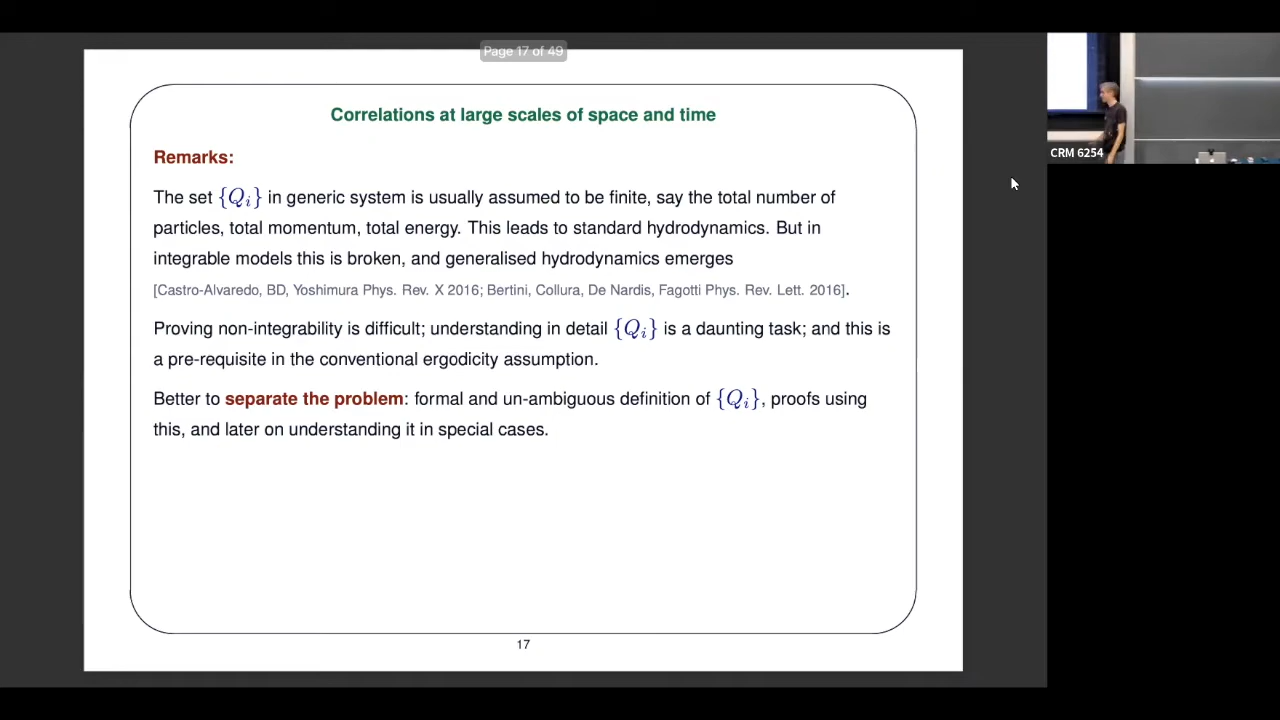 Page 17 of 49
Correlations at large scales of space and time
Remarks:
The set {Q_i} in generic system is usually assumed to be finite, say the total number of
particles, total momentum, total energy. This leads to standard hydrodynamics. But in
integrable models this is broken, and generalised hydrodynamics emerges
[Castro-Alvaredo, BD, Yoshimura Phys. Rev. X 2016; Bertini, Collura, De Nardis, Fagotti Phys. Rev. Lett. 2016].
Proving non-integrability is difficult; understanding in detail {Q_i} is a daunting task; and this is
a pre-requisite in the conventional ergodicity assumption.
Better to separate the problem: formal and un-ambiguous definition of {Q_i}, proofs using
this, and later on understanding it in special cases.
17
CRM 6254